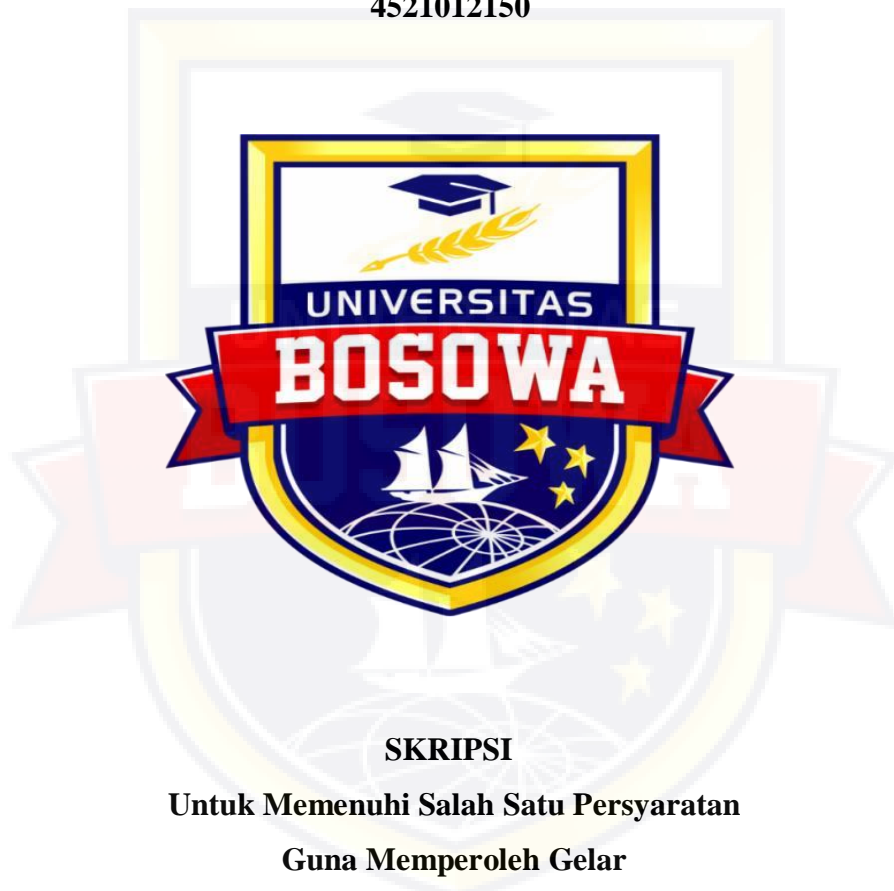 4521012150
UNIVERSITAS
BOSOWA
SKRIPSI
Untuk Memenuhi Salah Satu Persyaratan
Guna Memperoleh Gelar